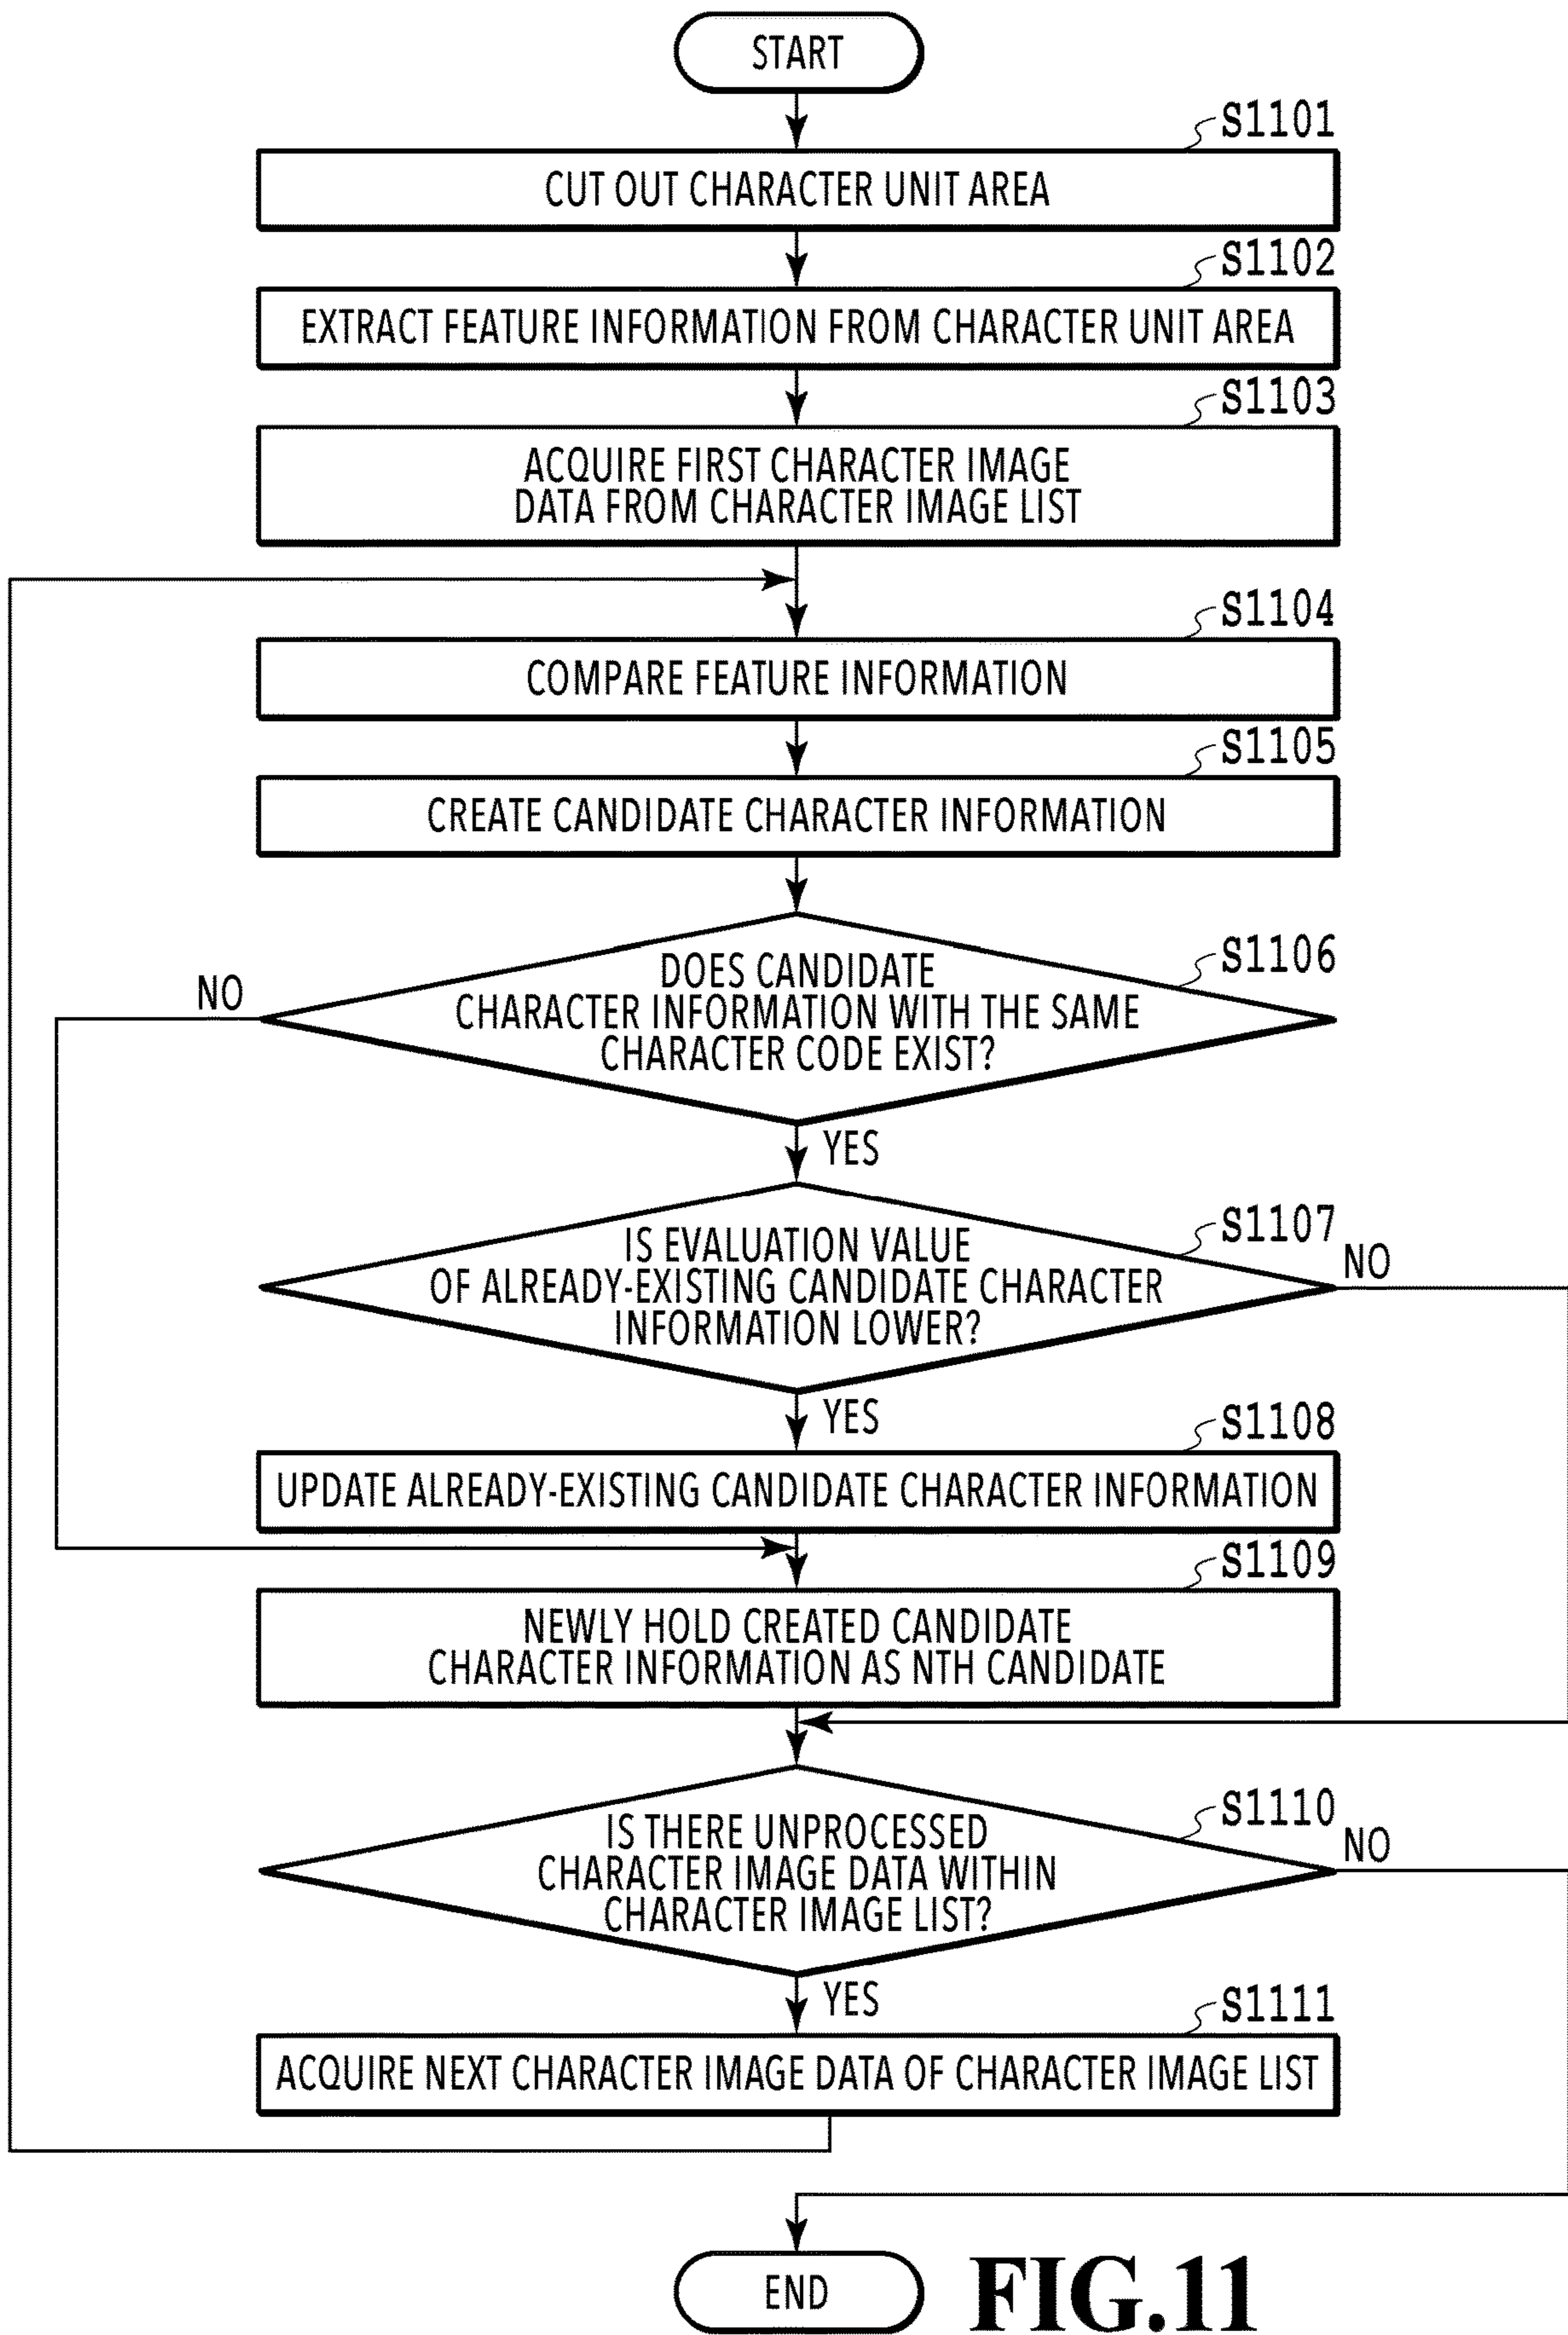 START
S1101
CUT OUT CHARACTER UNIT AREA
S1102
EXTRACT FEATURE INFORMATION FROM CHARACTER UNIT AREA
S1103
ACQUIRE FIRST CHARACTER IMAGE
DATA FROM CHARACTER IMAGE LIST
S1104
COMPARE FEATURE INFORMATION
S1105
CREATE CANDIDATE CHARACTER INFORMATION
S1106
NO
DOES CANDIDATE
CHARACTER INFORMATION WITH THE SAME
CHARACTER CODE EXIST?
YES
S1107
NO
IS EVALUATION VALUE
OF ALREADY-EXISTING CANDIDATE CHARACTER
INFORMATION LOWER?
YES
S1108
UPDATE ALREADY-EXISTING CANDIDATE CHARACTER INFORMATION
S1109
NEWLY HOLD CREATED CANDIDATE
CHARACTER INFORMATION AS NTH CANDIDATE
S1110
NO
IS THERE UNPROCESSED
CHARACTER IMAGE DATA WITHIN
CHARACTER IMAGE LIST?
YES
S1111
ACQUIRE NEXT CHARACTER IMAGE DATA OF CHARACTER IMAGE LIST
END
FIG.11